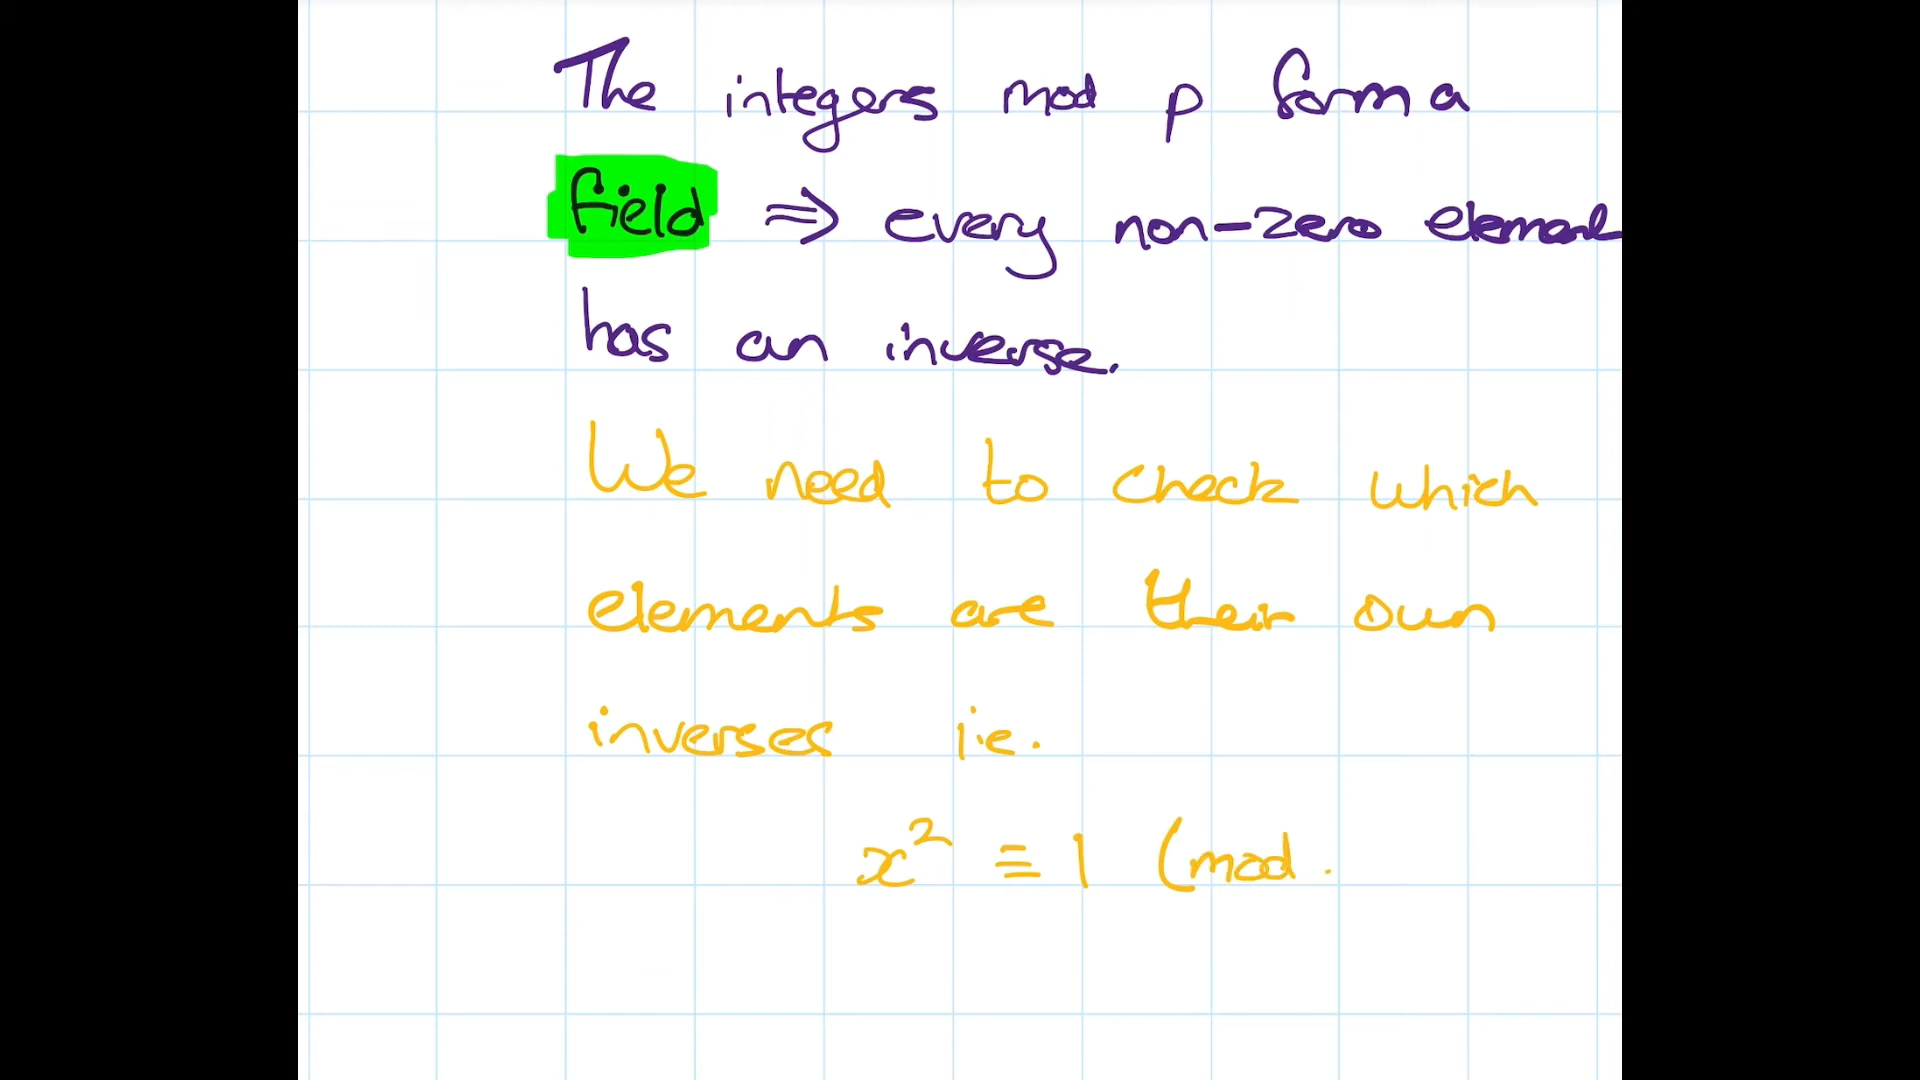 The integers mod p form a
field ⇒ every non-zero element
has an inverse.
We need to check which
elements are their own
inverses i.e.
x² ≡ 1 (mod .